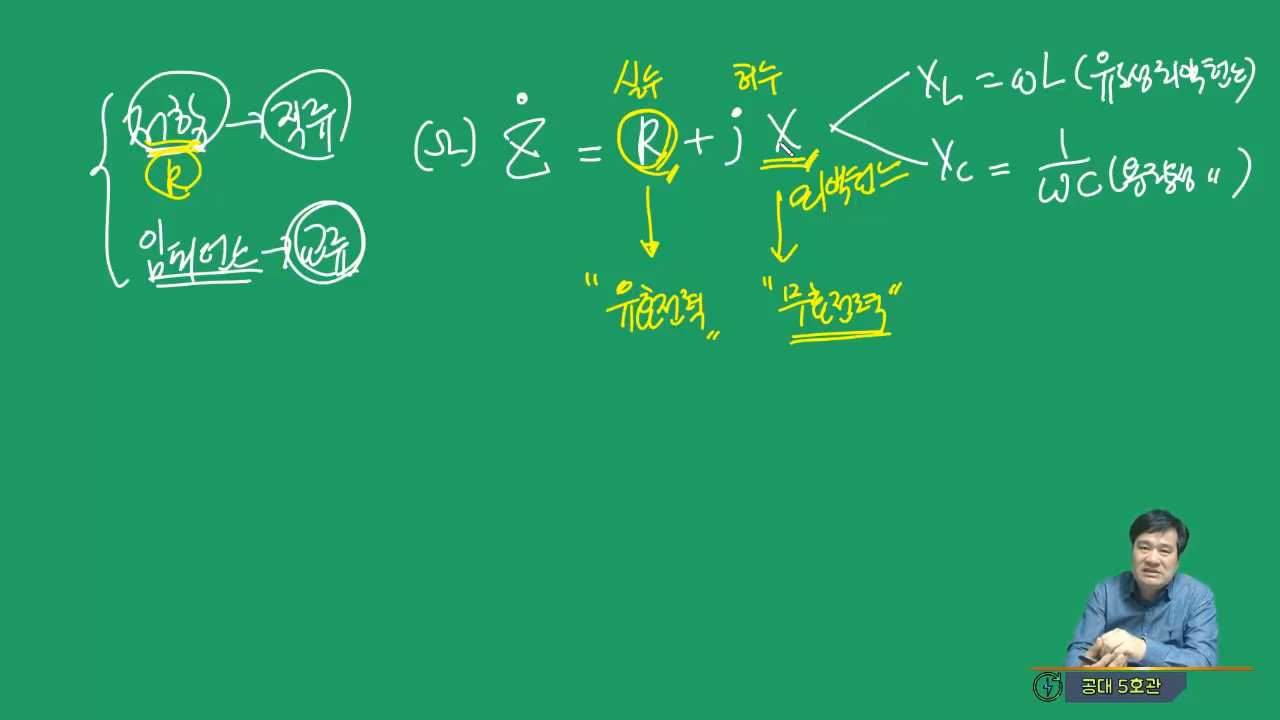 저항 → 직류
R
임피던스 → 교류
실수 허수
(Ω) Ż = R + j X
리액턴스
X_L = ωL (유도성 리액턴스)
X_C = 1/ωC (용량성 〃)
"유효전력" "무효전력"
공대 5호관